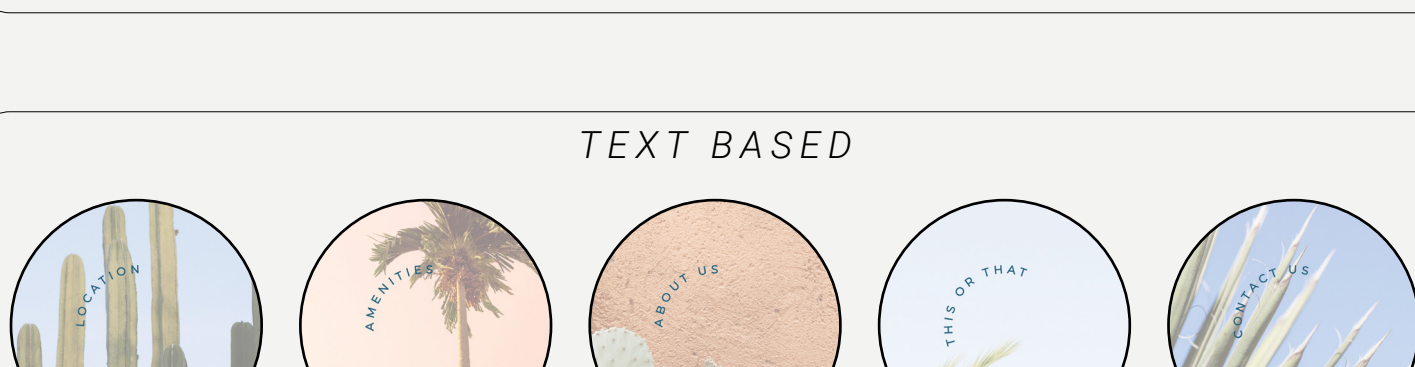 TEXT BASED
LOCATION
AMENITIES
ABOUT US
THIS OR THAT
CONTACT US